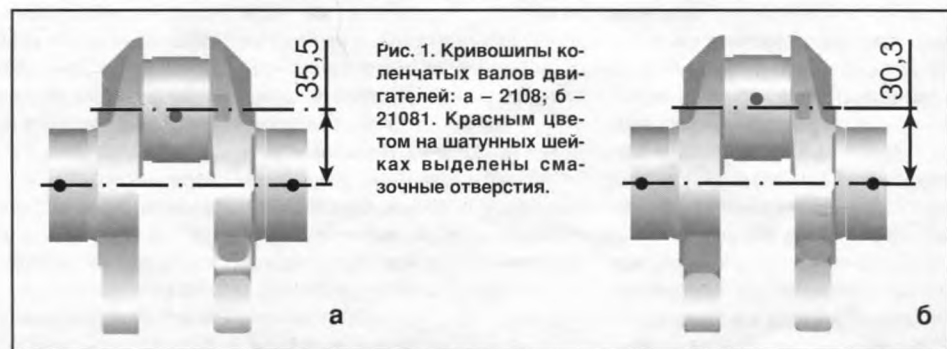 35,5
Рис. 1. Кривошипы ко-
ленчатых валов дви-
гателей: а – 2108; б –
21081. Красным цве-
том на шатунных шей-
ках выделены сма-
зочные отверстия.
30,3
а
б